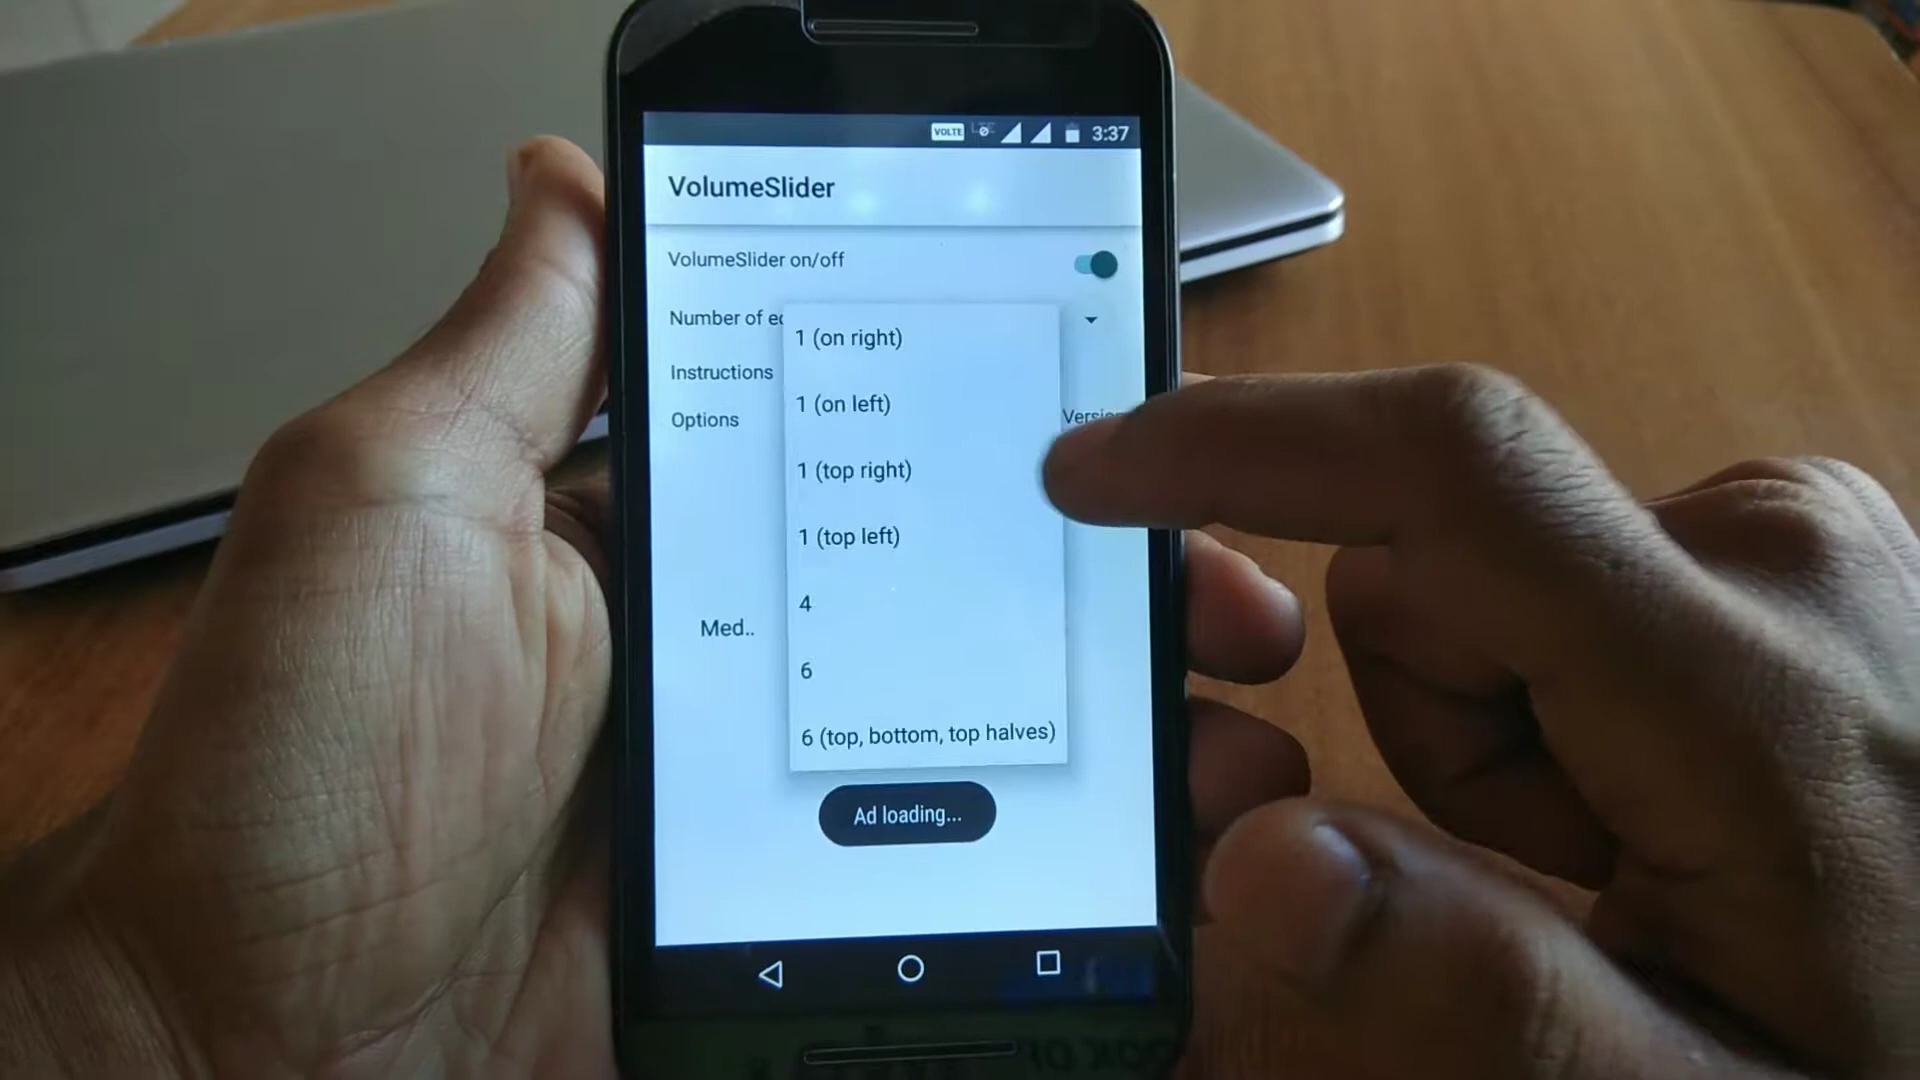 VOLTE
3:37
VolumeSlider
VolumeSlider on/off
Number of
1 (on right)
Instructions
1 (on left)
Options
1 (top right)
1 (top left)
4
Med..
6
6 (top, bottom, top halves)
Ad loading...